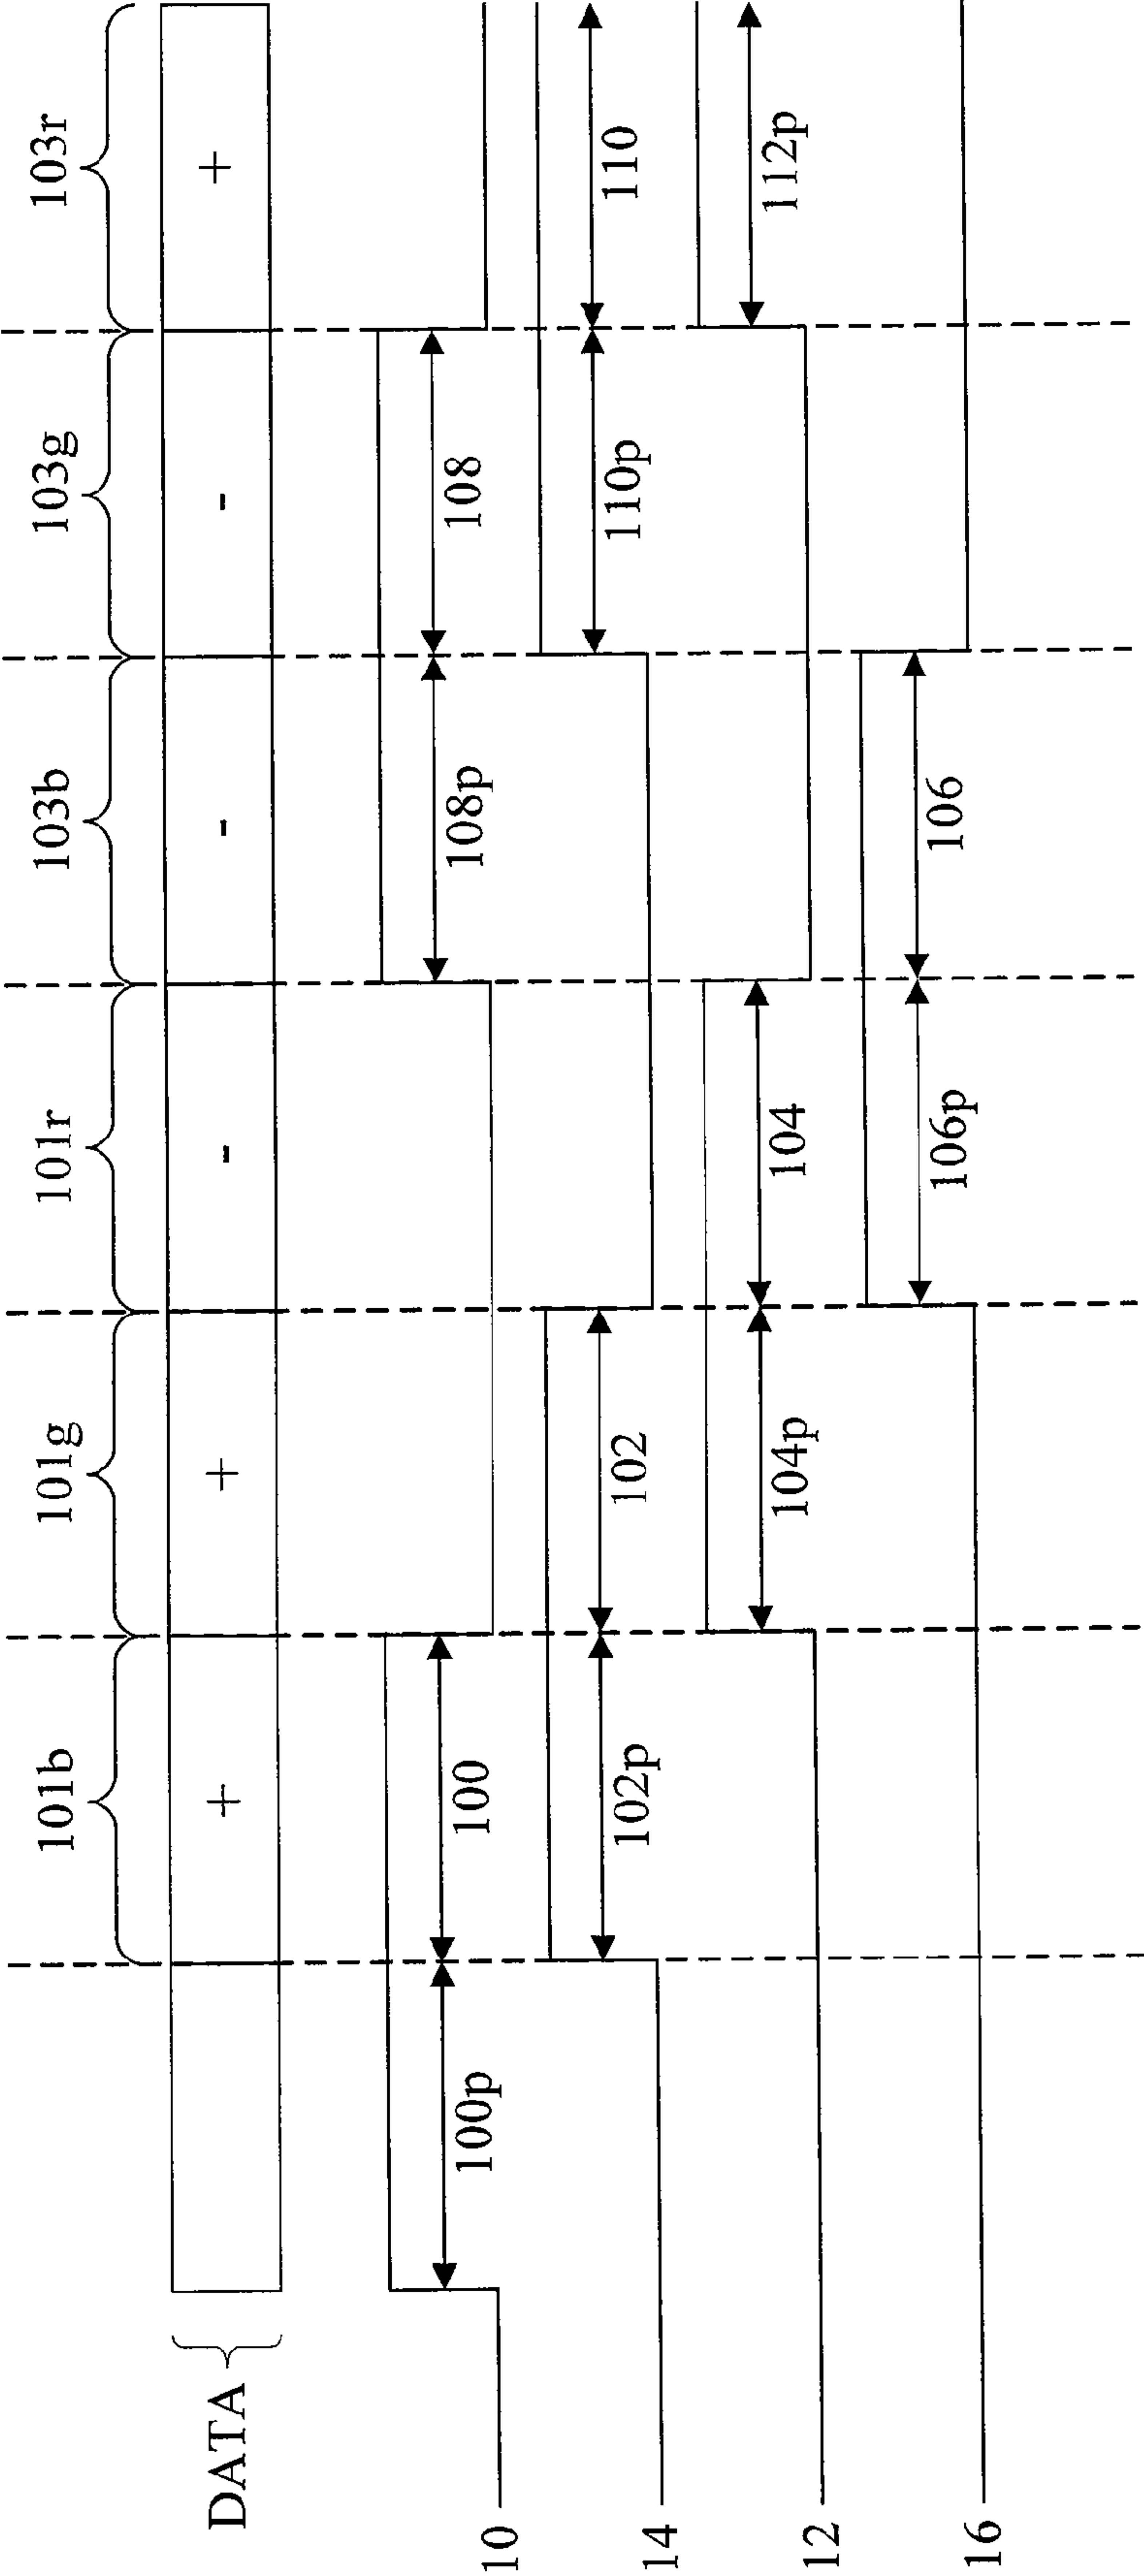 101b 101g 101r 103b 103g 103r
DATA + + - - - +
10 100p 100 108p 108
14 102p 102 110p 110
12 104p 104 112p
16 106p 106